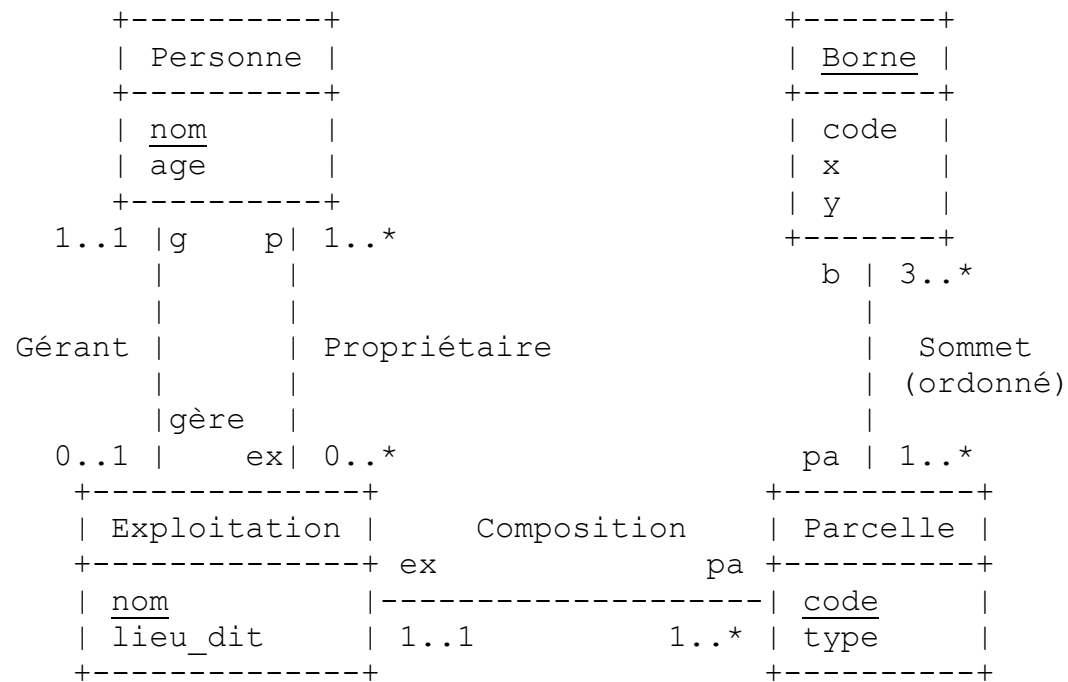 +----------+ +-------+
| Personne | | Borne |
+----------+ +-------+
| nom | | code |
| age | | x |
+----------+ | y |
1..1 |g p| 1..* +-------+
| | b | 3..*
| | |
Gérant | | Propriétaire | Sommet
| | | (ordonné)
|gère | |
0..1 | ex| 0..* pa | 1..*
+--------------+ +----------+
| Exploitation | Composition | Parcelle |
+--------------+ ex pa +----------+
| nom |--------------------| code |
| lieu_dit | 1..1 1..* | type |
+--------------+ +----------+